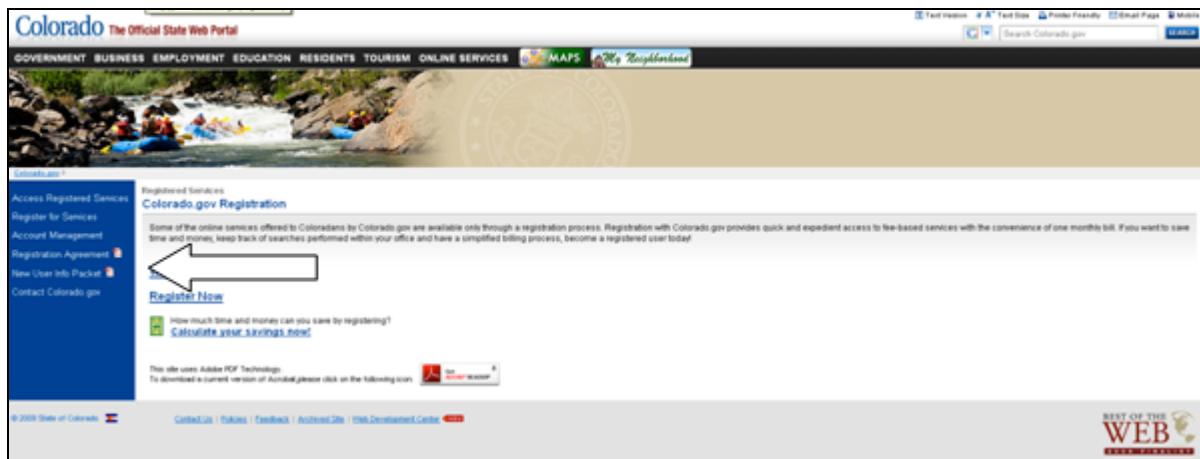 Text Version A Text Size Printer Friendly Email Page Mobile
Colorado The Official State Web Portal
Search Colorado.gov SEARCH
GOVERNMENT BUSINESS EMPLOYMENT EDUCATION RESIDENTS TOURISM ONLINE SERVICES MAPS My Neighborhood
STATE COLORADO
Colorado.gov
Access Registered Services
Register for Services
Account Management
Registration Agreement
New User Info Packet
Contact Colorado.gov
Registered Services
Colorado.gov Registration
Some of the online services offered to Coloradans by Colorado.gov are available only through a registration process. Registration with Colorado.gov provides quick and expedient access to fee-based services with the convenience of one monthly bill. If you want to save
time and money, keep track of searches performed within your office and have a simplified billing process, become a registered user today!
Register Now
How much time and money can you save by registering?
Calculate your savings now!
This site uses Adobe PDF Technology.
To download a current version of Acrobat,please click on the following icon:
Get
ADOBE READER
© 2009 State of Colorado
Contact Us | Policies | Feedback | Archived Site | Web Development Center
BEST OF THE
WEB